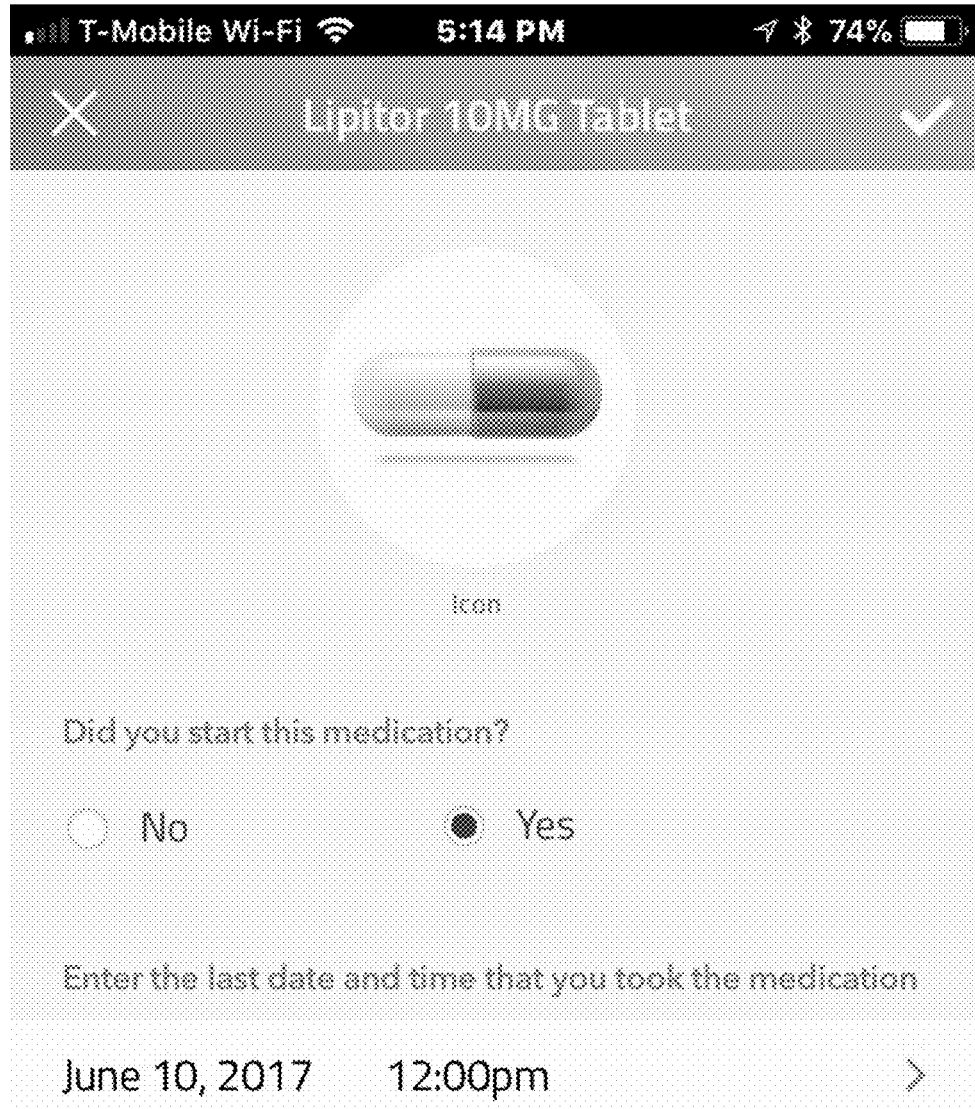 T-Mobile Wi-Fi 5:14 PM 74%
Lipitor 10MG Tablet
Icon
Did you start this medication?
No Yes
Enter the last date and time that you took the medication
June 10, 2017 12:00pm